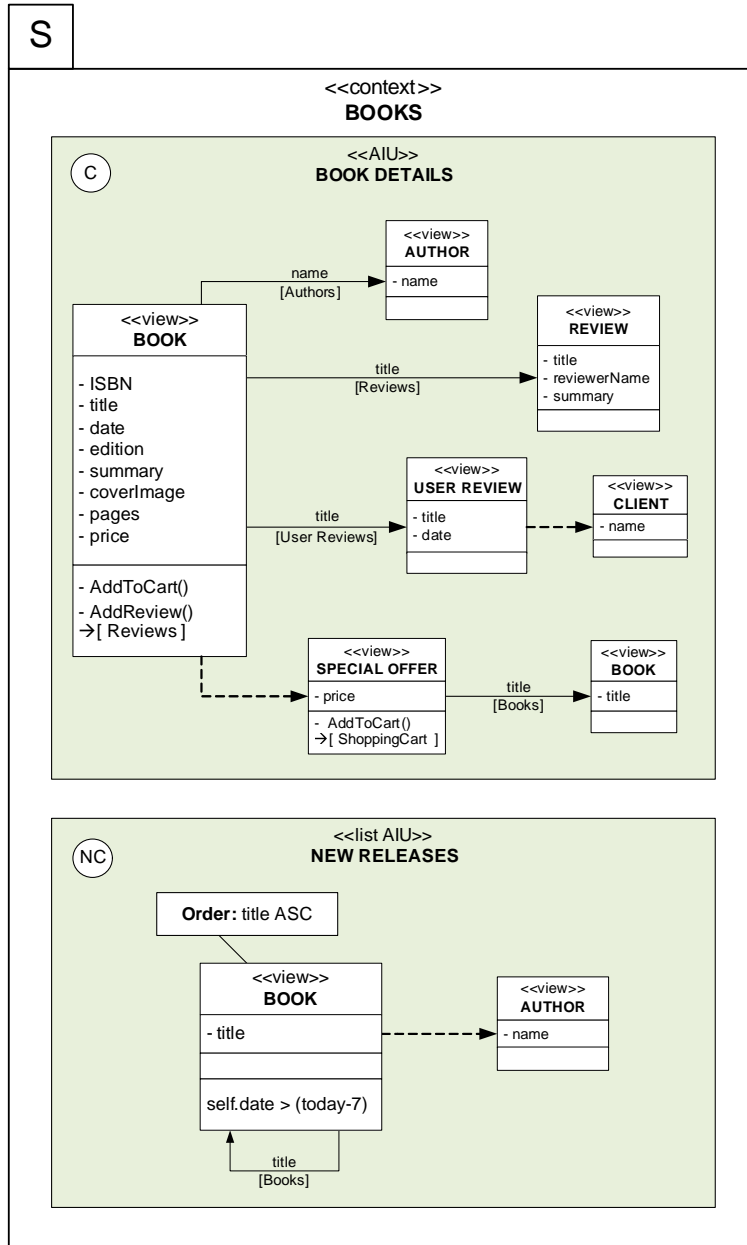 S
<<context>>
BOOKS
C
<<AIU>>
BOOK DETAILS
<<view>>
AUTHOR
- name
name
[Authors]
<<view>>
BOOK
- ISBN
- title
- date
- edition
- summary
- coverImage
- pages
- price
- AddToCart()
- AddReview()
→[ Reviews ]
<<view>>
REVIEW
- title
- reviewerName
- summary
title
[Reviews]
<<view>>
USER REVIEW
- title
- date
title
[User Reviews]
<<view>>
CLIENT
- name
<<view>>
SPECIAL OFFER
- price
- AddToCart()
→[ ShoppingCart ]
title
[Books]
<<view>>
BOOK
- title
NC
<<list AIU>>
NEW RELEASES
Order: title ASC
<<view>>
BOOK
- title
self.date > (today-7)
title
[Books]
<<view>>
AUTHOR
- name